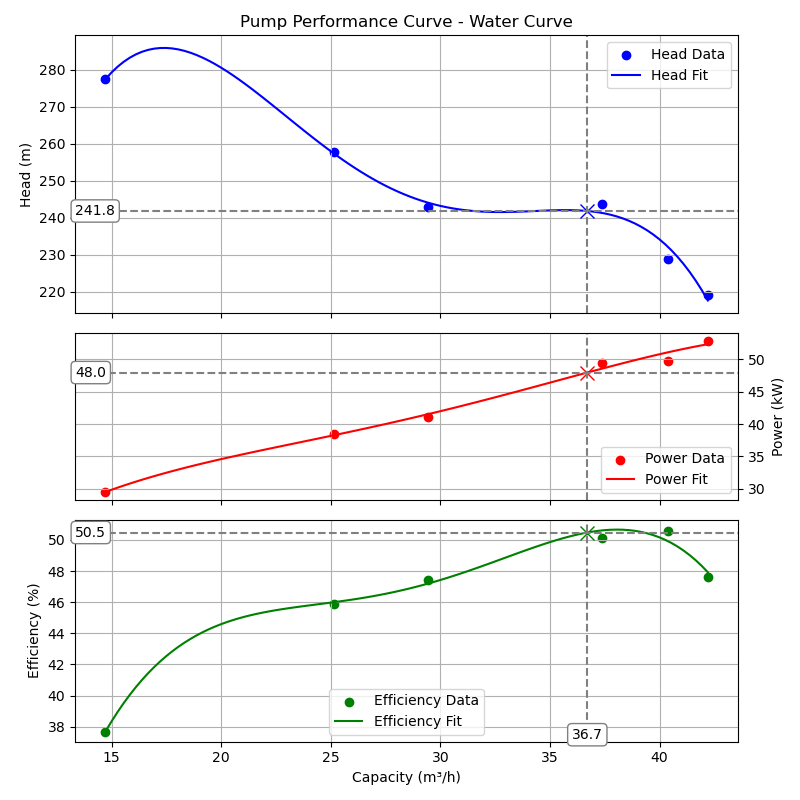 Pump Performance Curve - Water Curve
Head (m)
280
270
260
250
240
230
220
241.8
Head Data
Head Fit
48.0
50
45
40
35
30
Power (kW)
Power Data
Power Fit
Efficiency (%)
50
48
46
44
42
40
38
50.5
Efficiency Data
Efficiency Fit
36.7
15 20 25 30 35 40
Capacity (m³/h)